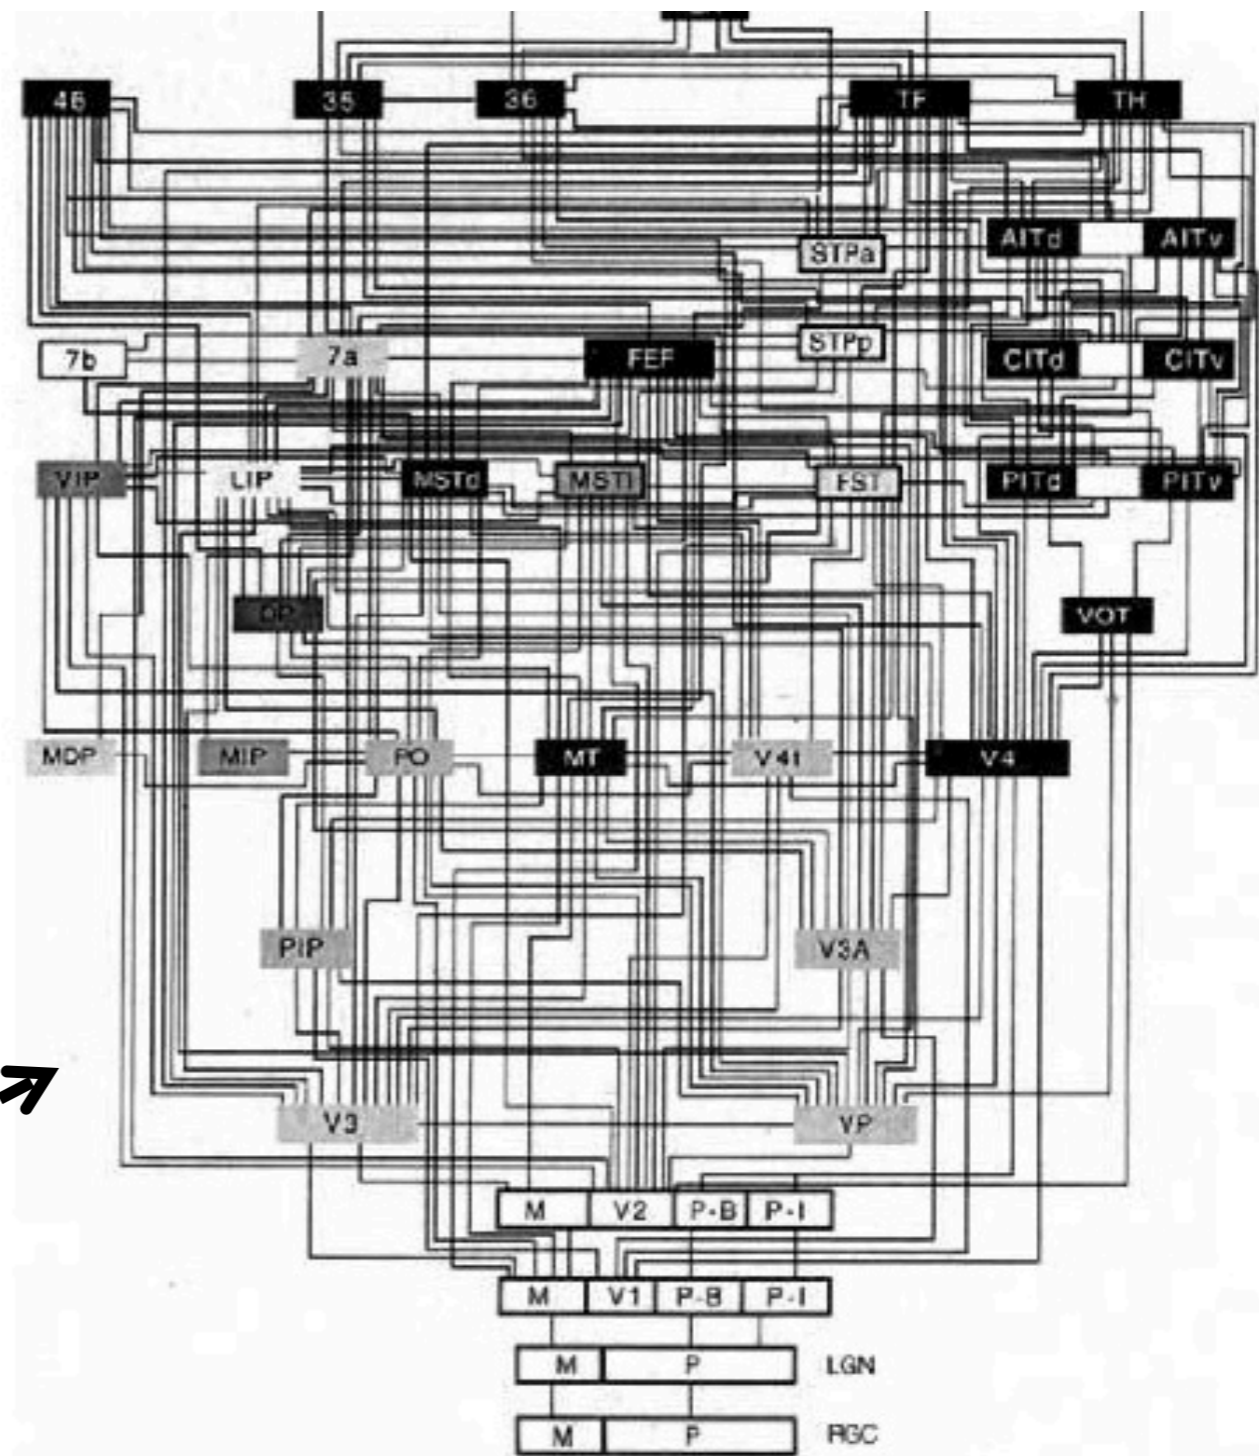 46 35 36 TF TH
AITd AITv
STPa
STPp
7b 7a FEF CITd CITv
VIP LIP MSTd MSTl FST PITd PITv
DP VOT
MDP MIP PO MT V4t V4
PIP V3A
V3 VP
M V2 P-B P-I
M V1 P-B P-I
M P LGN
M P RGC